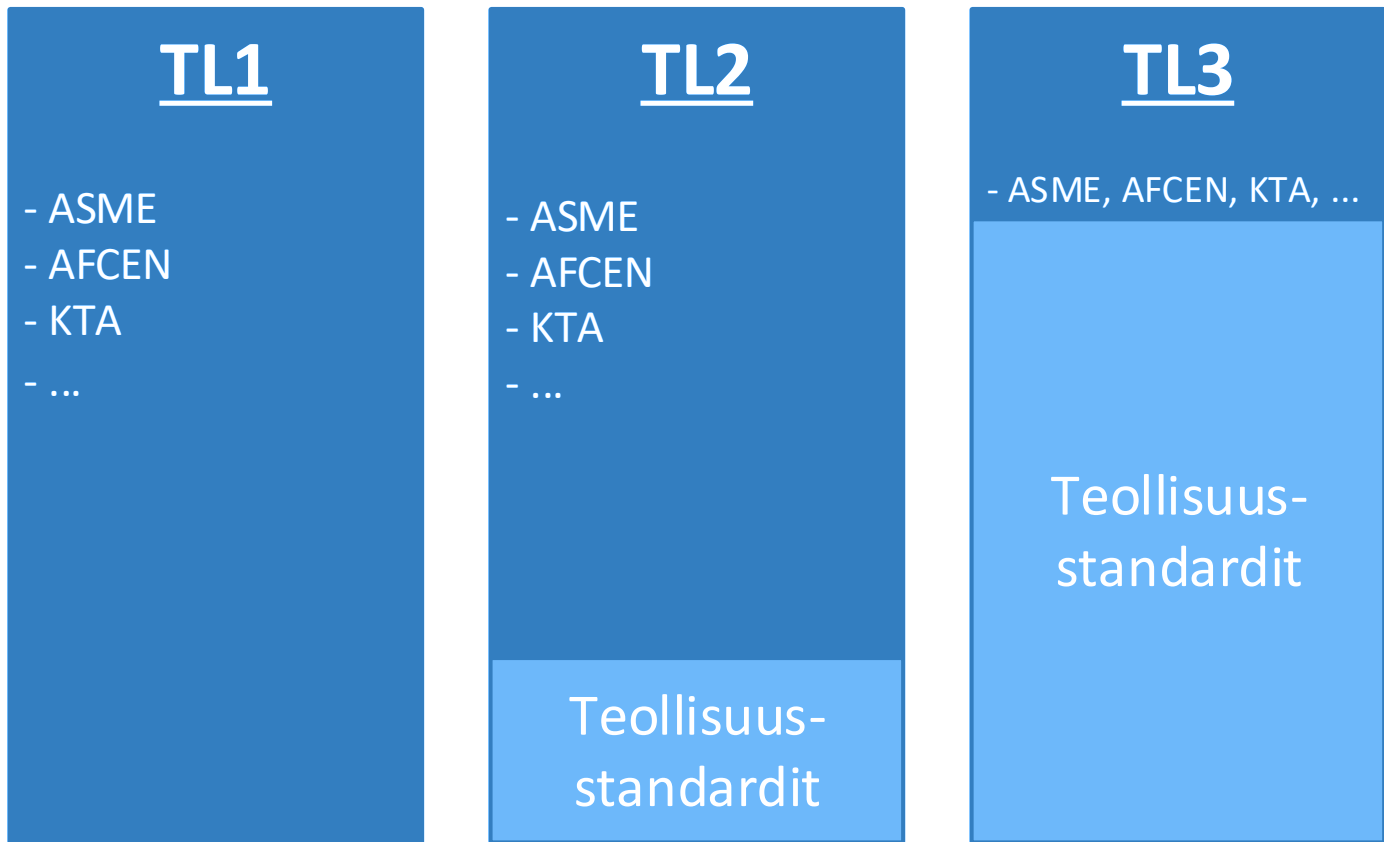 TL1
- ASME
- AFCEN
- KTA
- ...
TL2
- ASME
- AFCEN
- KTA
- ...
Teollisuus-
standardit
TL3
- ASME, AFCEN, KTA, ...
Teollisuus-
standardit